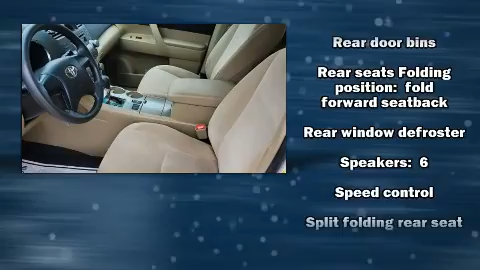 Rear door bins
Rear seats Folding
position:  fold
forward seatback
Rear window defroster
Speakers:  6
Speed control
Split folding rear seat